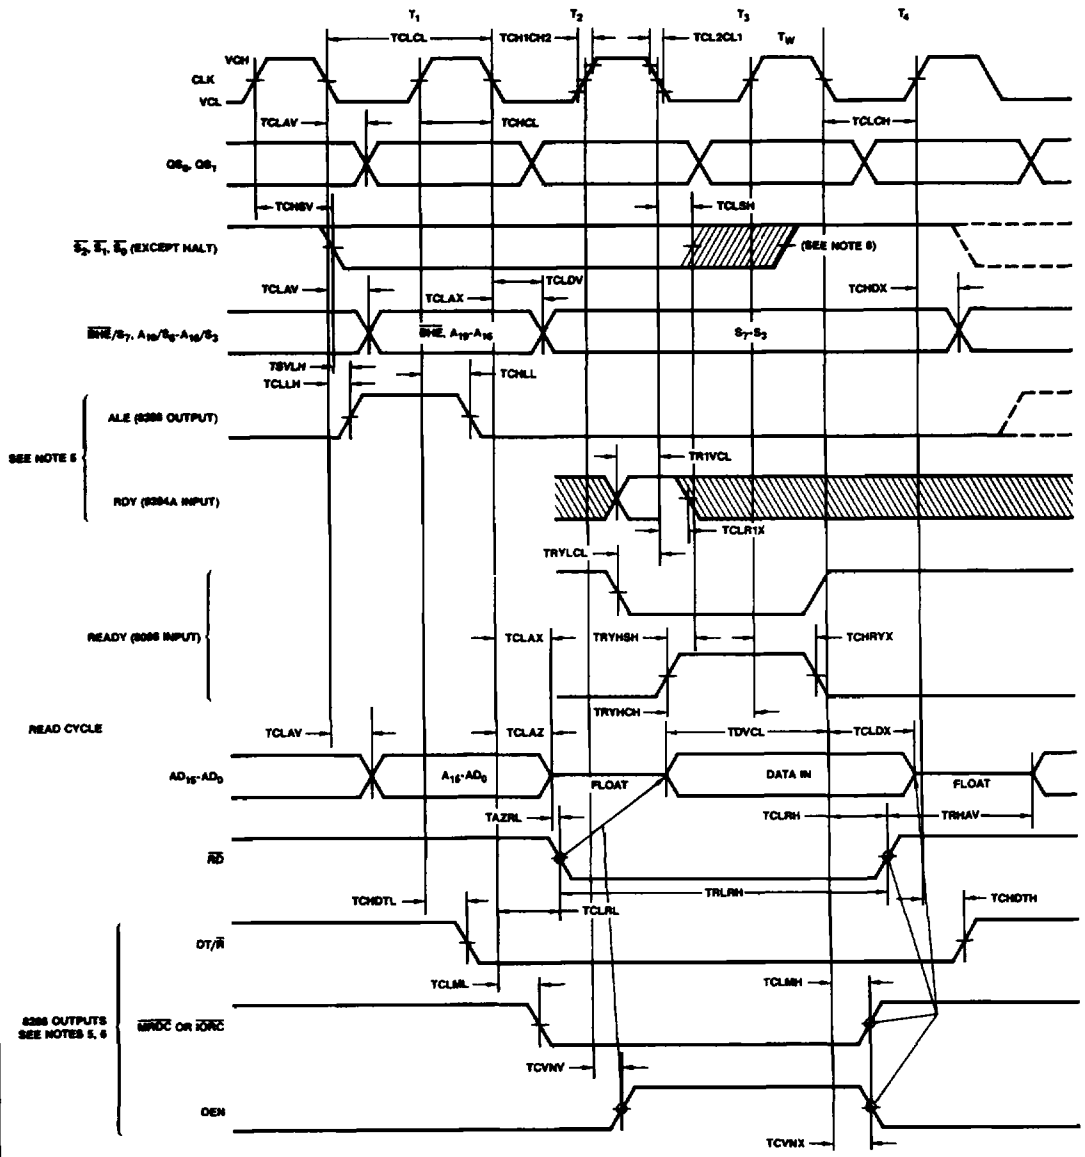 T1 T2 T3 T4
TCLCL TCH1CH2 TCL2CL1 TW
VCH
CLK
VCL
TCLAV TCHCL TCLCH
QS0, QS1
TCHSV TCLSH
S2, S1, S0 (EXCEPT HALT) (SEE NOTE 8)
TCLAV TCLAX TCLDV TCHDX
BHE/S7, A19/S6-A16/S3 BHE, A19-A16 S7-S3
TSVLH
TCLLH TCHLL
ALE (8288 OUTPUT)
SEE NOTE 5
TR1VCL
RDY (8284A INPUT)
TCLR1X
TRYLCL
READY (8086 INPUT)
TCLAX TRYHSH TCHRYX
TRYHCH
READ CYCLE
TCLAV TCLAZ TDVCL TCLDX
AD15-AD0 A15-AD0 FLOAT DATA IN FLOAT
TAZRL TCLRH TRHAV
RD
TRLRH
TCHDTL TCLRL TCHDTH
DT/R
TCLML TCLMH
8288 OUTPUTS
SEE NOTES 5, 6
MRDC OR IORC
TCVNV
DEN
TCVNX